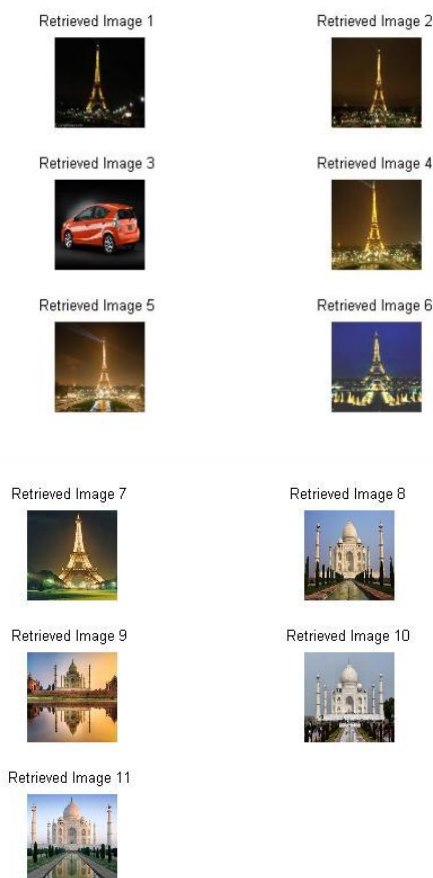 Retrieved Image 1
Retrieved Image 2
Retrieved Image 3
Retrieved Image 4
Retrieved Image 5
Retrieved Image 6
Retrieved Image 7
Retrieved Image 8
Retrieved Image 9
Retrieved Image 10
Retrieved Image 11